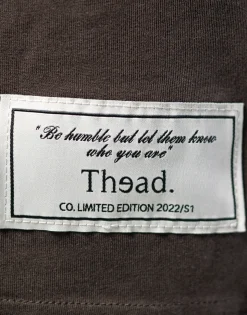 "Be humble but let them know
who you are"
Thead.
CO. LIMITED EDITION 2022/S1